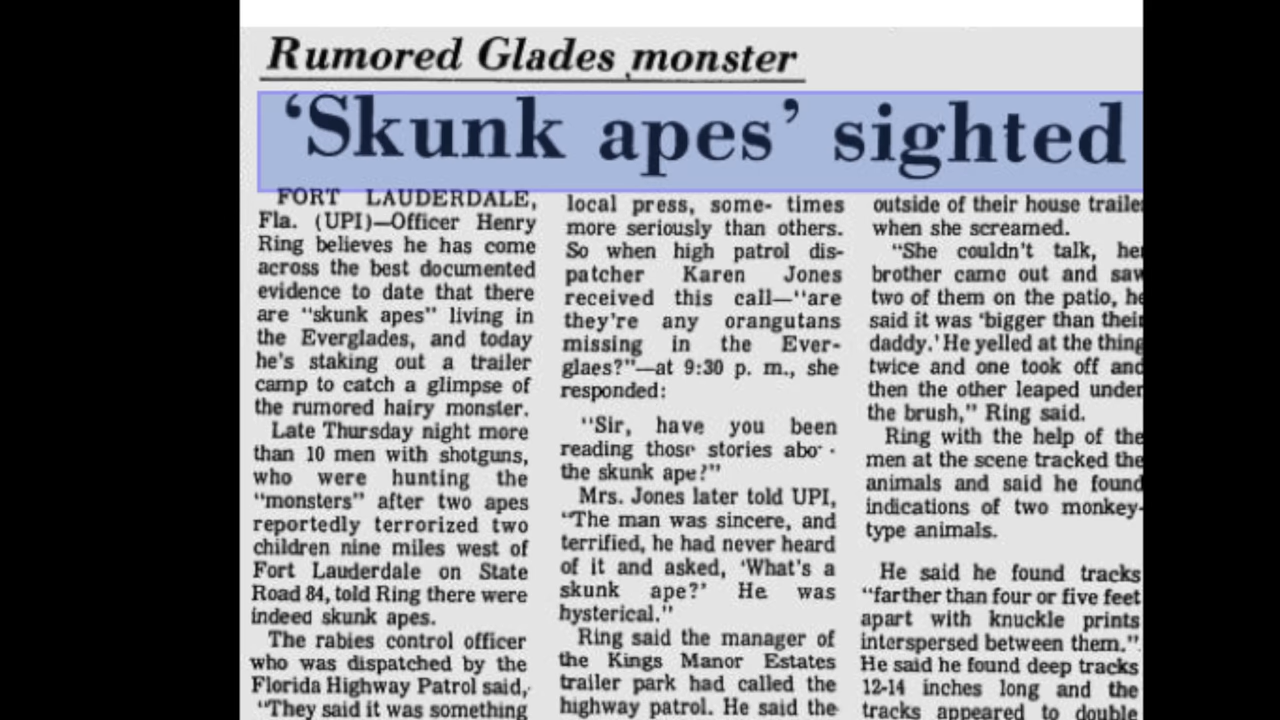 Rumored Glades monster
‘Skunk apes’ sighted
FORT LAUDERDALE,
Fla. (UPI)—Officer Henry
Ring believes he has come
across the best documented
evidence to date that there
are “skunk apes” living in
the Everglades, and today
he's staking out a trailer
camp to catch a glimpse of
the rumored hairy monster.
Late Thursday night more
than 10 men with shotguns,
who were hunting the
“monsters” after two apes
reportedly terrorized two
children nine miles west of
Fort Lauderdale on State
Road 84, told Ring there were
indeed skunk apes.
The rabies control officer
who was dispatched by the
Florida Highway Patrol said,
“They said it was something
local press, some- times
more seriously than others.
So when high patrol dis-
patcher Karen Jones
received this call—“are
they're any orangutans
missing in the Ever-
glaes?”—at 9:30 p. m., she
responded:
“Sir, have you been
reading those stories abo
the skunk ape?”
Mrs. Jones later told UPI,
“The man was sincere, and
terrified, he had never heard
of it and asked, ‘What's a
skunk ape?’ He was
hysterical.”
Ring said the manager of
the Kings Manor Estates
trailer park had called the
highway patrol. He said the
outside of their house trailer
when she screamed.
“She couldn't talk, her
brother came out and saw
two of them on the patio, he
said it was ‘bigger than their
daddy.’ He yelled at the thing
twice and one took off and
then the other leaped under
the brush,” Ring said.
Ring with the help of the
men at the scene tracked the
animals and said he found
indications of two monkey-
type animals.
He said he found tracks
“farther than four or five feet
apart with knuckle prints
interspersed between them.”
He said he found deep tracks
12-14 inches long and the
tracks appeared to double